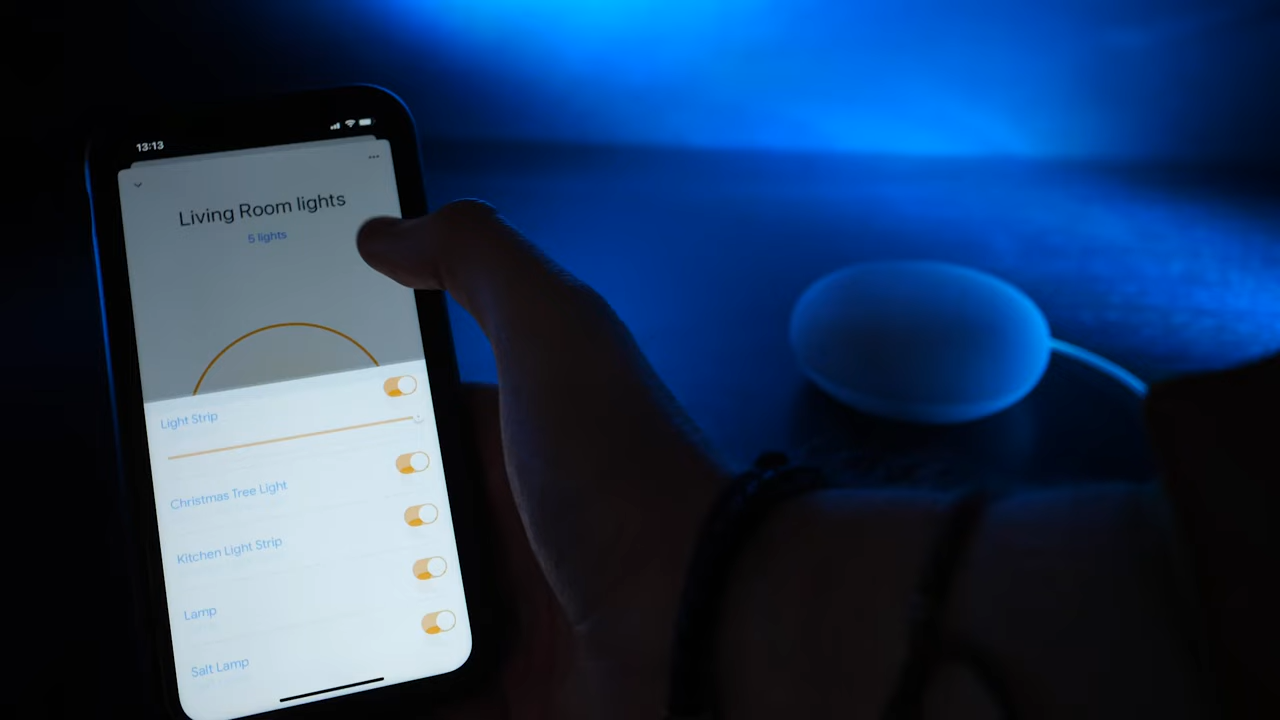 13:13
Living Room lights
5 lights
Light Strip
Christmas Tree Light
Kitchen Light Strip
Lamp
Salt Lamp